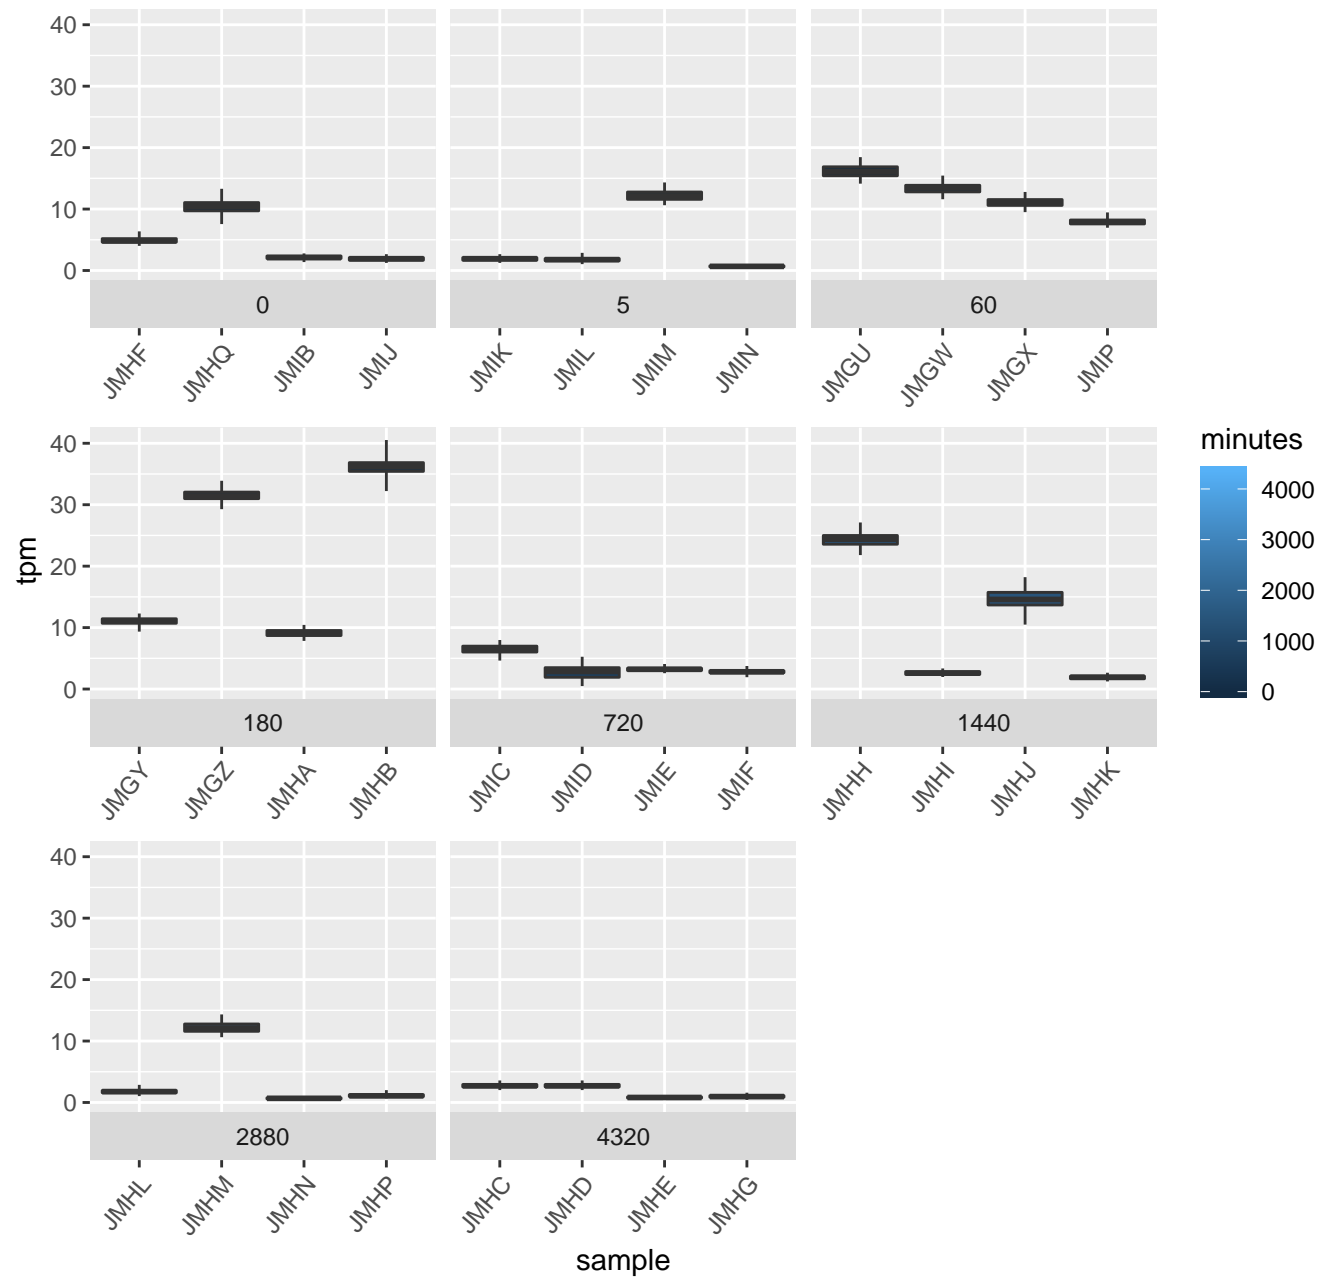 40
30
20
10
0
0
5
60
JMHF
JMHQ
JMIB
JMIJ
JMIK
JMIL
JMIM
JMIN
JMGU
JMGW
JMGX
JMIP
tpm
40
30
20
10
0
180
720
1440
JMGY
JMGZ
JMHA
JMHB
JMIC
JMID
JMIE
JMIF
JMHH
JMHI
JMHJ
JMHK
minutes
4000
3000
2000
1000
0
40
30
20
10
0
2880
4320
JMHL
JMHM
JMHN
JMHP
JMHC
JMHD
JMHE
JMHG
sample